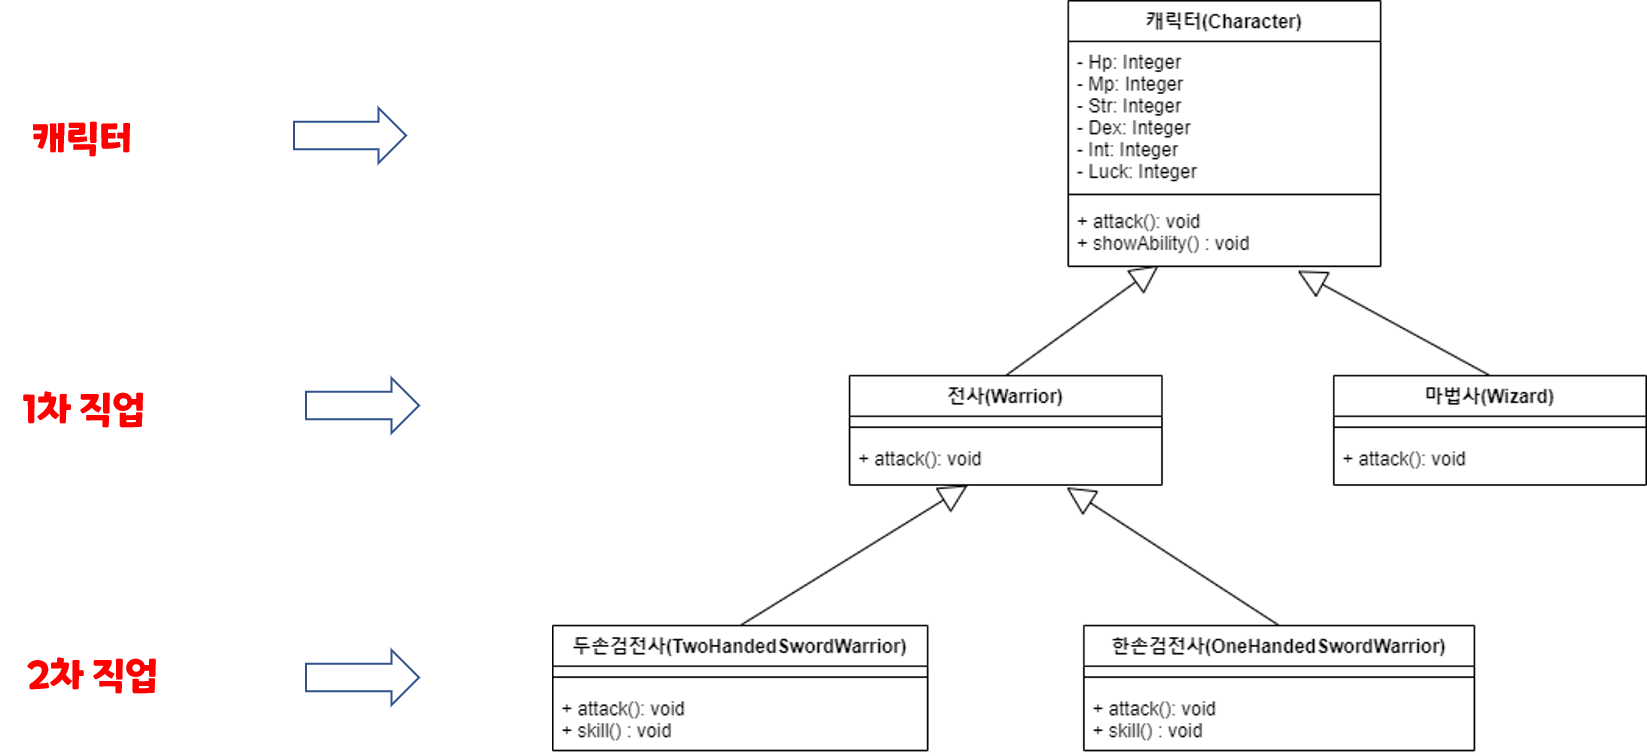 캐릭터(Character)
- Hp: Integer
- Mp: Integer
- Str: Integer
- Dex: Integer
- Int: Integer
- Luck: Integer
+ attack(): void
+ showAbility() : void
캐릭터
1차 직업
전사(Warrior)
+ attack(): void
마법사(Wizard)
+ attack(): void
2차 직업
두손검전사(TwoHandedSwordWarrior)
+ attack(): void
+ skill() : void
한손검전사(OneHandedSwordWarrior)
+ attack(): void
+ skill() : void